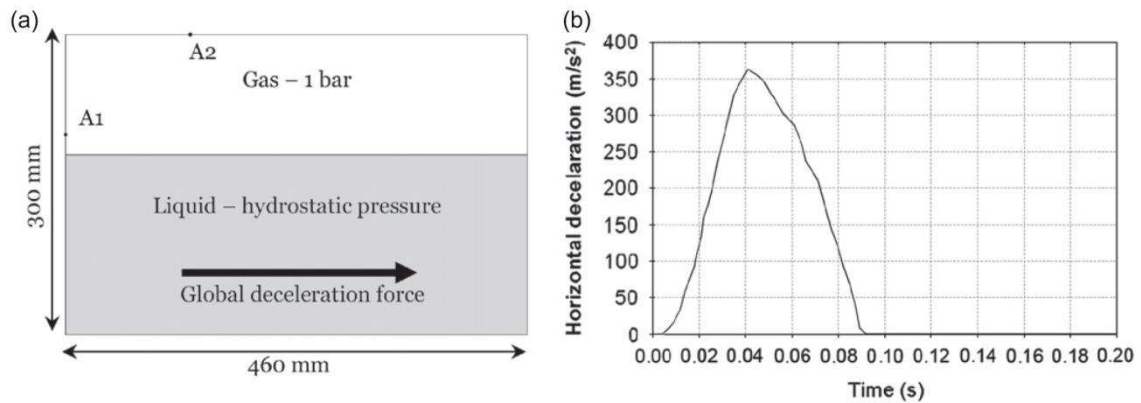 (a)
A2
Gas – 1 bar
A1
300 mm
Liquid – hydrostatic pressure
Global deceleration force
460 mm
(b)
Horizontal decelaration (m/s²)
400
350
300
250
200
150
100
50
0
0.00 0.02 0.04 0.06 0.08 0.10 0.12 0.14 0.16 0.18 0.20
Time (s)